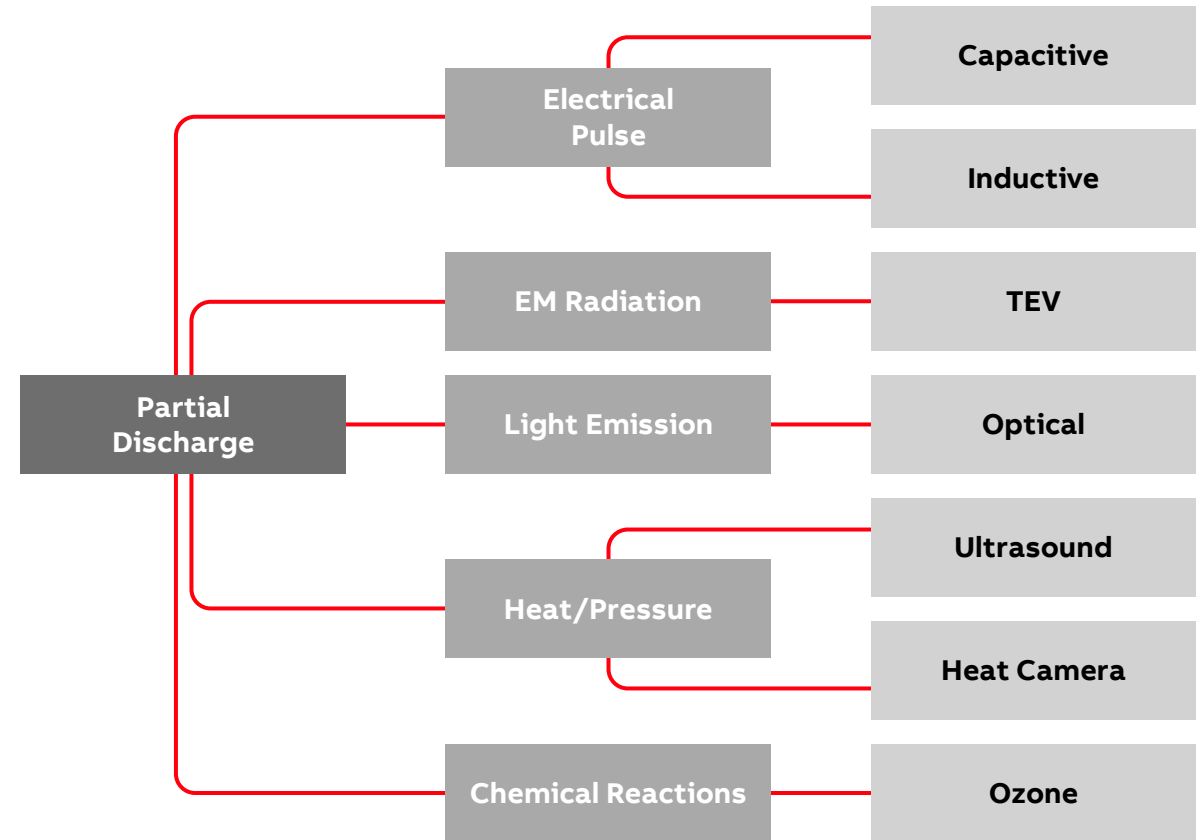 Capacitive
Electrical
Pulse
Inductive
EM Radiation
TEV
Partial
Discharge
Light Emission
Optical
Ultrasound
Heat/Pressure
Heat Camera
Chemical Reactions
Ozone